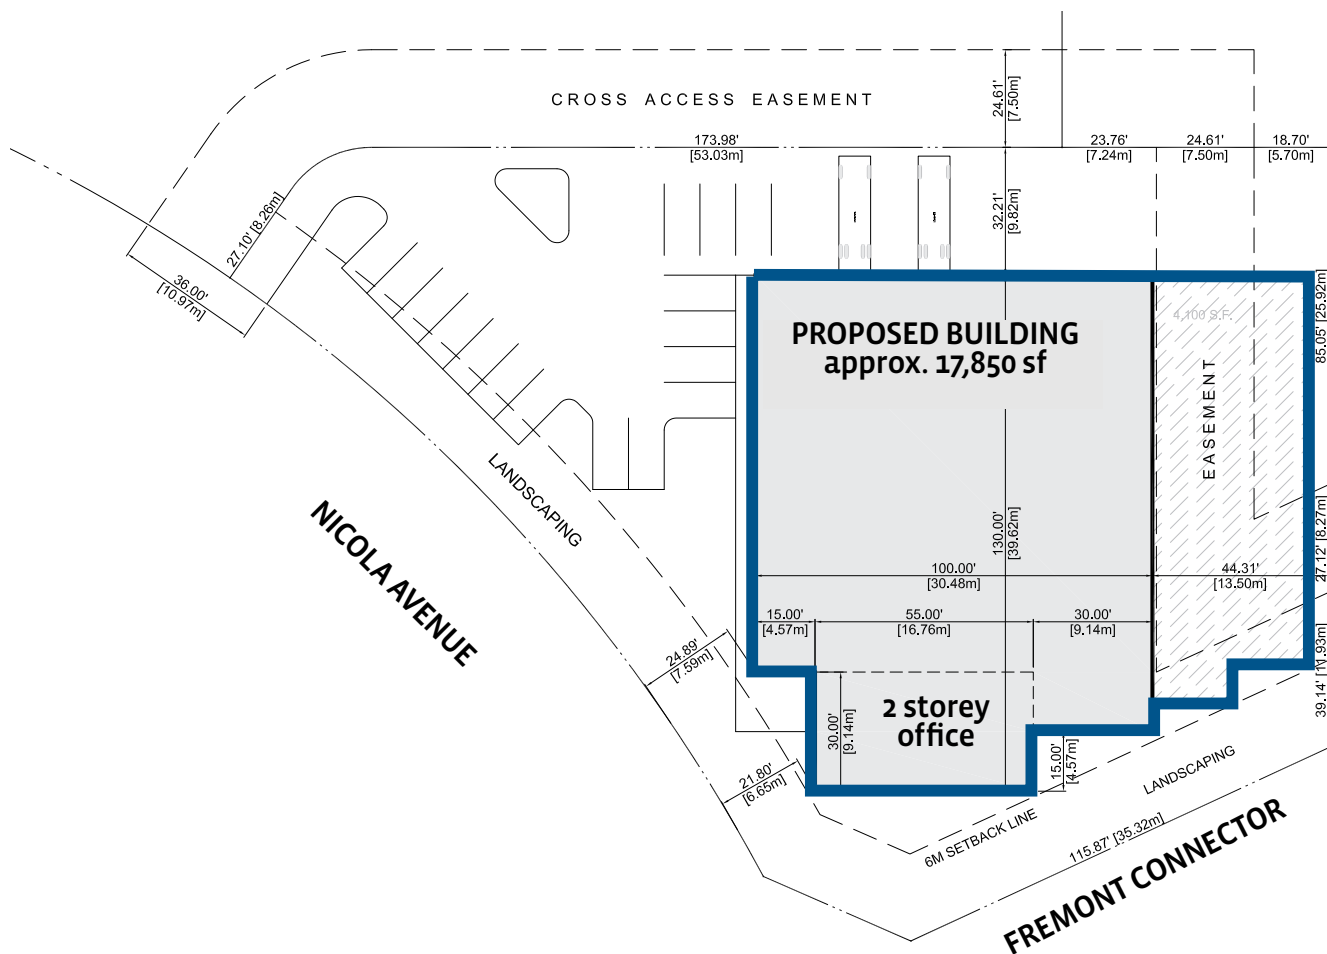 CROSS ACCESS EASEMENT
24.61'
[7.50m]
173.98'
[53.03m]
23.76'
[7.24m]
24.61'
[7.50m]
18.70'
[5.70m]
32.21'
[9.82m]
27.10' [8.26m]
36.00'
[10.97m]
85.05' [25.92m]
4,100 S.F.
PROPOSED BUILDING
approx. 17,850 sf
EASEMENT
LANDSCAPING
NICOLA AVENUE
130.00'
[39.62m]
27.12' [8.27m]
100.00'
[30.48m]
44.31'
[13.50m]
15.00'
[4.57m]
55.00'
[16.76m]
30.00'
[9.14m]
24.89'
[7.59m]
39.14' [11.93m]
30.00'
[9.14m]
2 storey
office
15.00'
[4.57m]
21.80'
[6.65m]
LANDSCAPING
6M SETBACK LINE
115.87' [35.32m]
FREMONT CONNECTOR